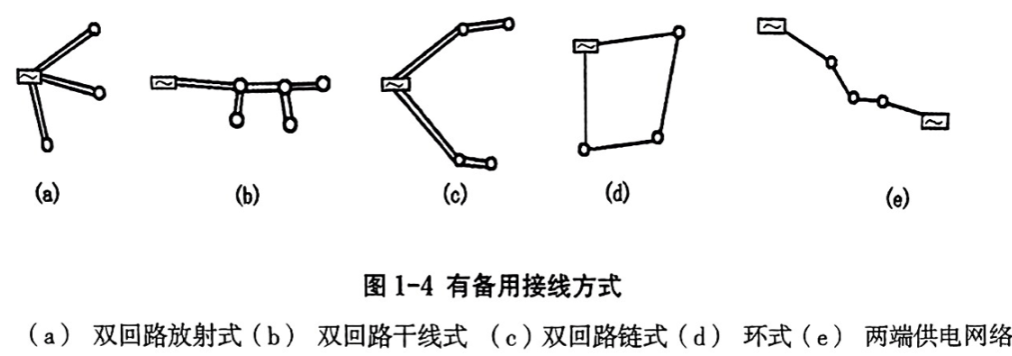 (a) (b) (c) (d) (e)
图 1-4 有备用接线方式
(a) 双回路放射式(b) 双回路干线式 (c)双回路链式(d) 环式(e) 两端供电网络